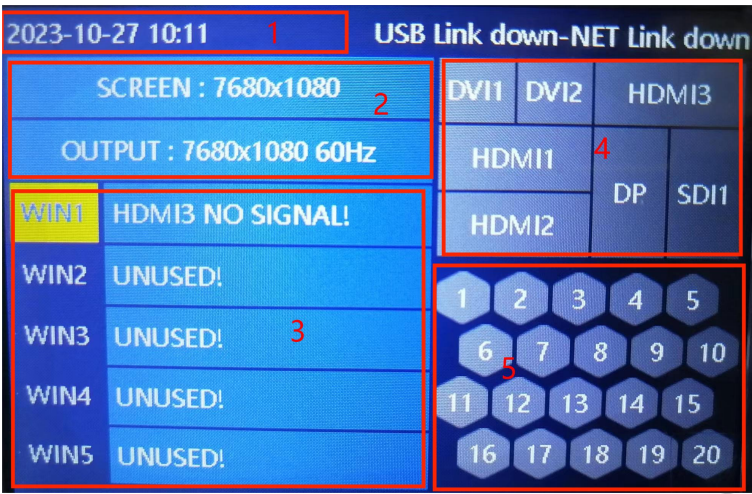 2023-10-27 10:11 1 USB Link down-NET Link down
SCREEN : 7680x1080
2
OUTPUT : 7680x1080 60Hz
WIN1 HDMI3 NO SIGNAL!
WIN2 UNUSED!
WIN3 UNUSED!
3
WIN4 UNUSED!
WIN5 UNUSED!
DVI1 DVI2 HDMI3
HDMI1 4
DP SDI1
HDMI2
1 2 3 4 5
6 7 8 9 10
5
11 12 13 14 15
16 17 18 19 20